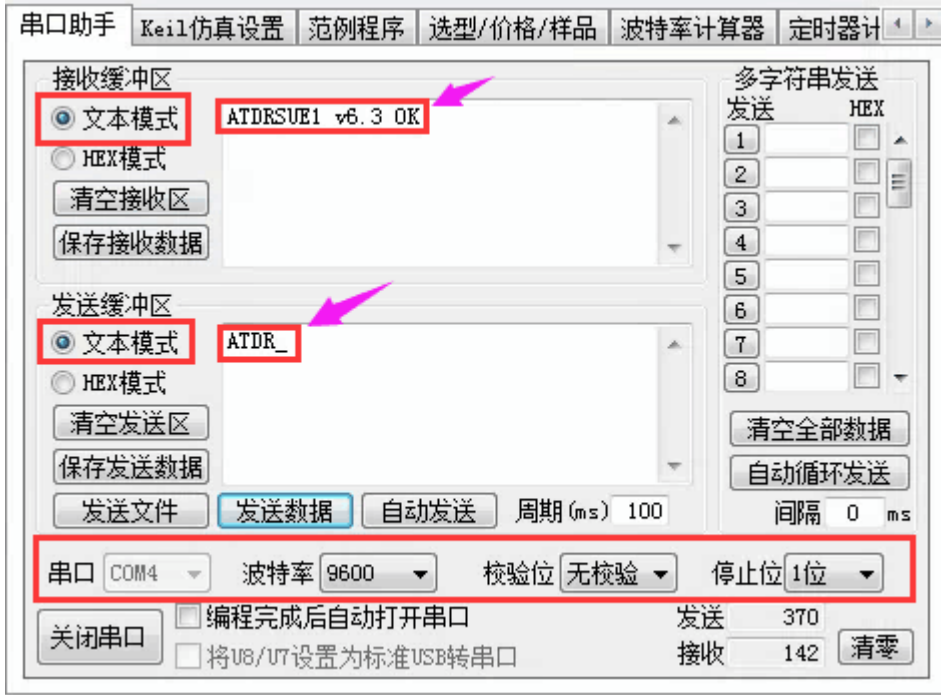 串口助手 Keil仿真设置 范例程序 选型/价格/样品 波特率计算器 定时器计
接收缓冲区
文本模式
HEX模式
清空接收区
保存接收数据
ATDRSUE1 v6.3 OK
发送缓冲区
文本模式
HEX模式
清空发送区
保存发送数据
ATDR_
发送文件 发送数据 自动发送 周期(ms) 100
多字符串发送
发送 HEX
1
2
3
4
5
6
7
8
清空全部数据
自动循环发送
间隔 0 ms
串口 COM4 波特率 9600 校验位 无校验 停止位 1位
关闭串口
编程完成后自动打开串口
将U8/U7设置为标准USB转串口
发送 370
接收 142
清零